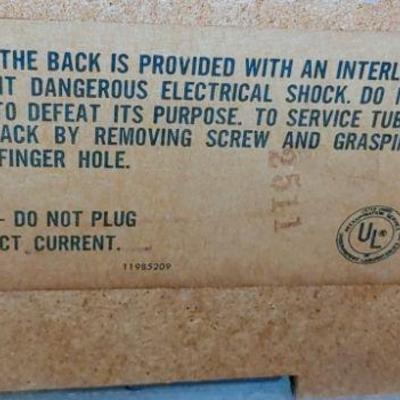 THE BACK IS PROVIDED WITH AN INTERL
T DANGEROUS ELECTRICAL SHOCK. DO
TO DEFEAT ITS PURPOSE. TO SERVICE TUB
ACK BY REMOVING SCREW AND GRASPI
FINGER HOLE.
- DO NOT PLUG
CT CURRENT.
11985209
2511
UL